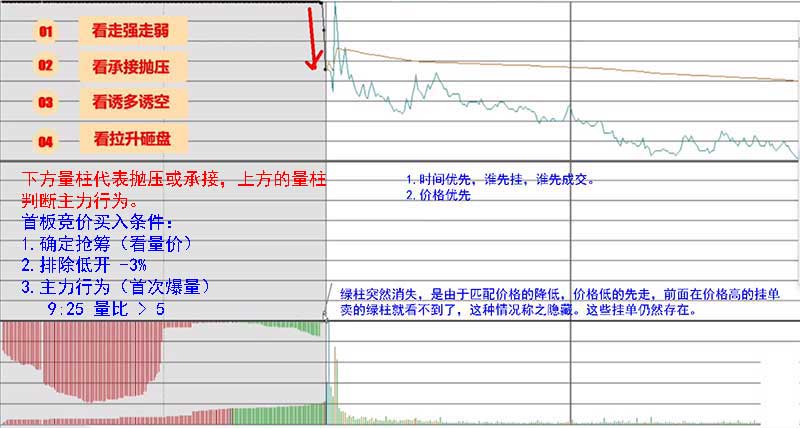 01 看走强走弱
02 看承接抛压
03 看诱多诱空
04 看拉升砸盘
下方量柱代表抛压或承接，上方的量柱
判断主力行为。
首板竞价买入条件：
1.确定抢筹（看量价）
2.排除低开 -3%
3.主力行为（首次爆量）
9:25 量比 > 5
1.时间优先，谁先挂，谁先成交。
2.价格优先
绿柱突然消失，是由于匹配价格的降低，价格低的先走，前面在价格高的挂单
卖的绿柱就看不到了，这种情况称之隐藏。这些挂单仍然存在。